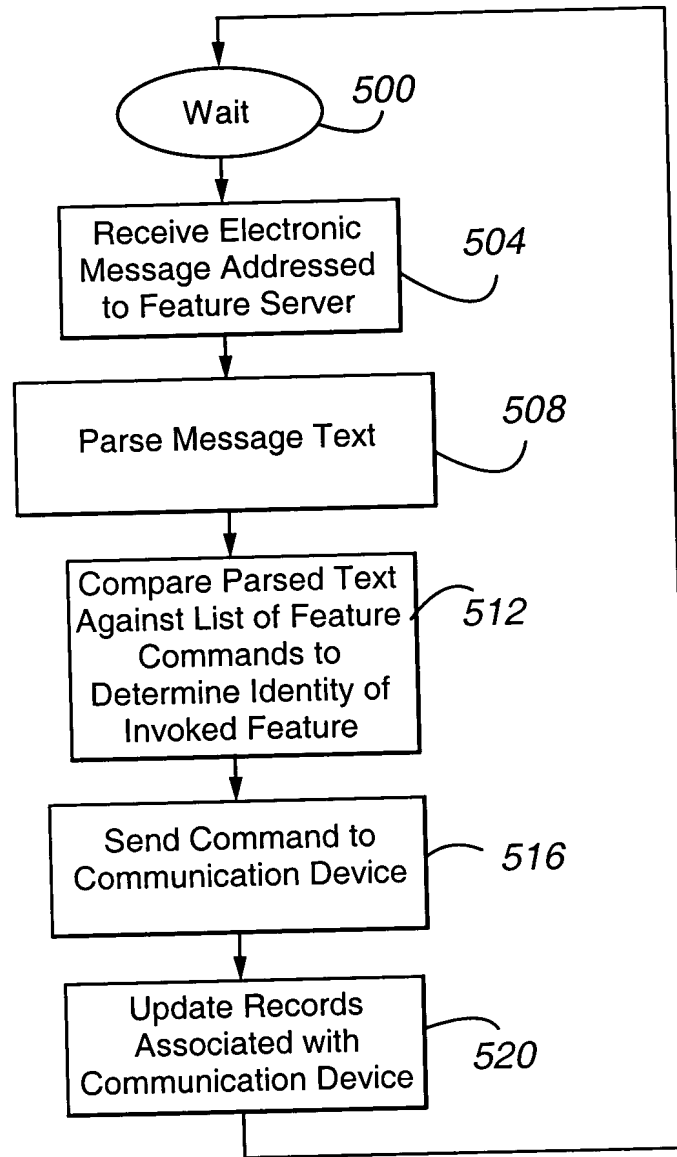 Wait
500
Receive Electronic
Message Addressed
to Feature Server
504
Parse Message Text
508
Compare Parsed Text
Against List of Feature
Commands to
Determine Identity of
Invoked Feature
512
Send Command to
Communication Device
516
Update Records
Associated with
Communication Device
520